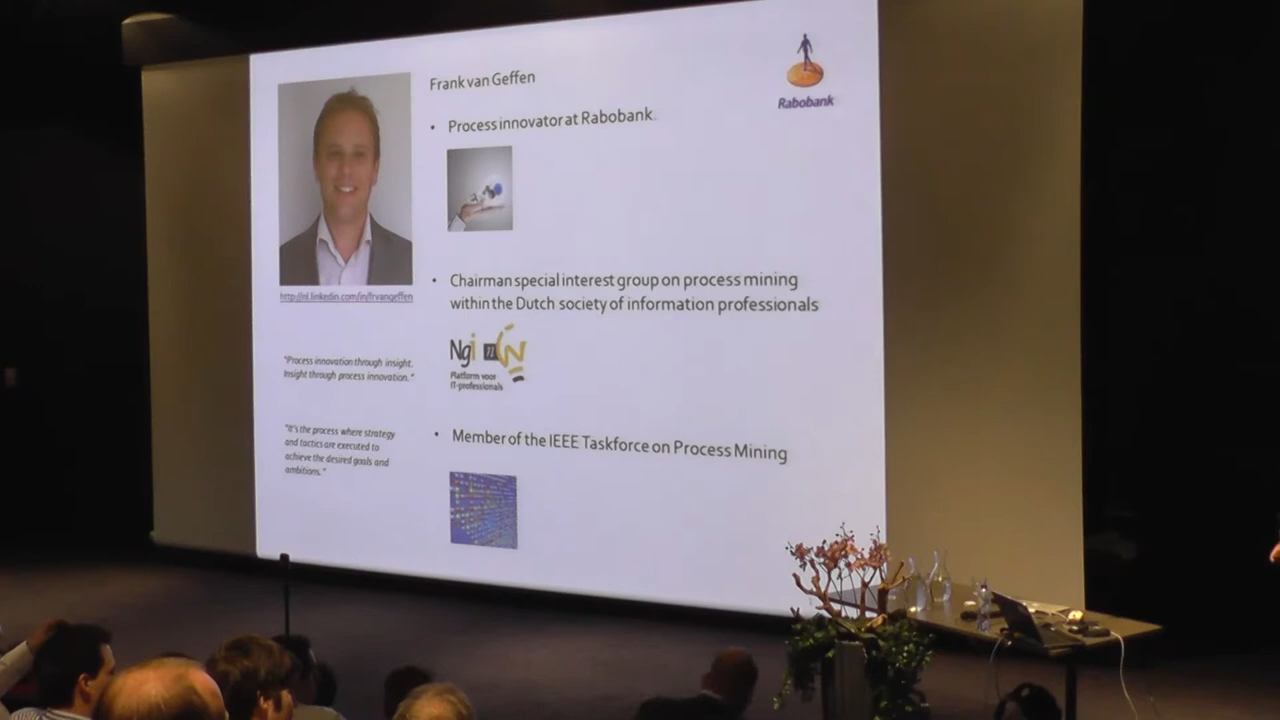 Frank van Geffen
Rabobank
• Process innovator at Rabobank
http://nl.linkedin.com/in/frvangeffen
• Chairman special interest group on process mining
within the Dutch society of information professionals
Ngi
Platform voor
IT-professionals
"Process innovation through insight.
Insight through process innovation."
"It's the process where strategy
and tactics are executed to
achieve the desired goals and
ambitions."
• Member of the IEEE Taskforce on Process Mining